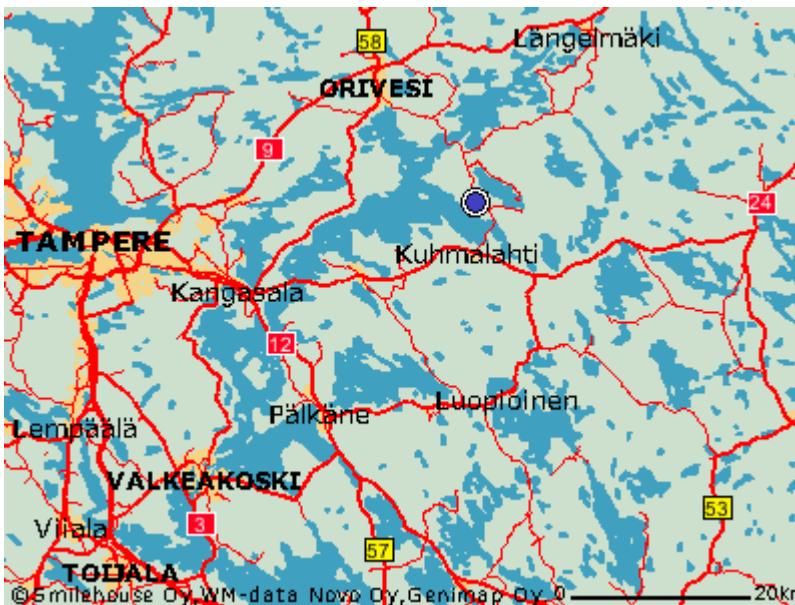 58
Längelmäki
ORIVESI
9
24
TAMPERE
Kuhmalahti
Kangasala
12
Pälkäne
Luopioinen
Lempäälä
VALKEAKOSKI
53
3
Viiala
57
TOIJALA
© Smilehouse Oy,WM-data Novo Oy,Genimap Oy 0 20km